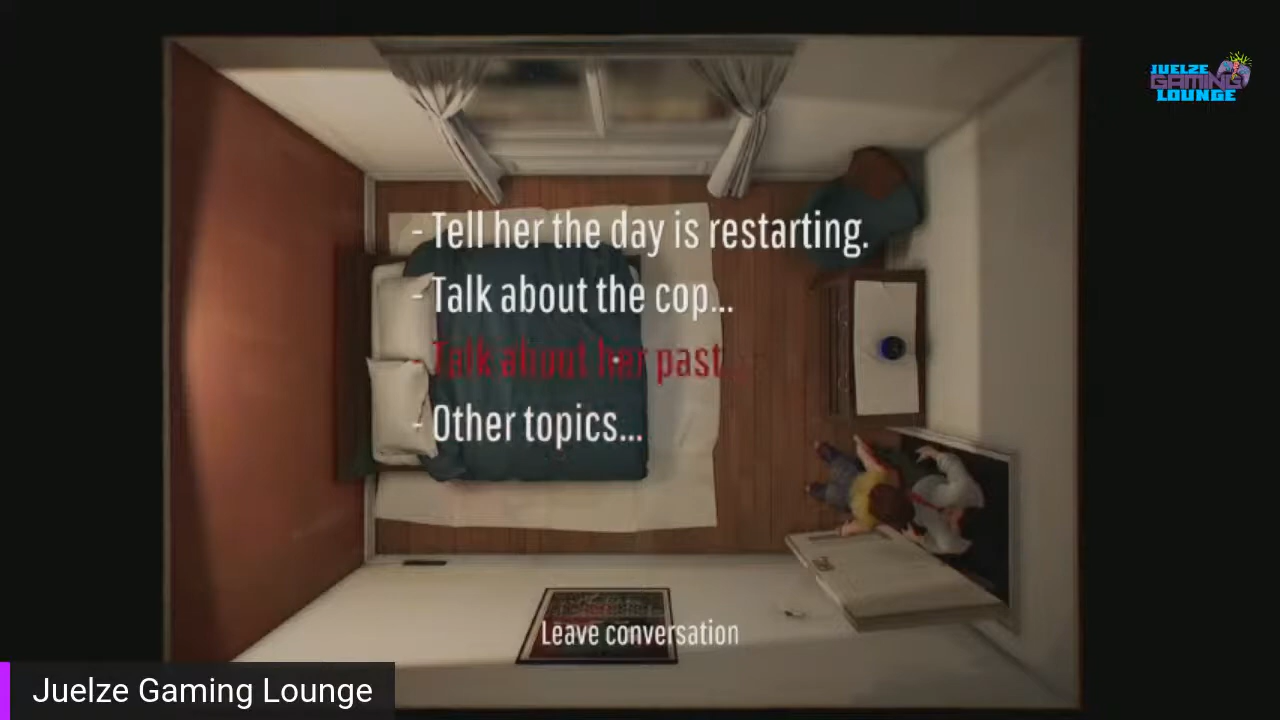 JUELZE
GAMING
LOUNGE
- Tell her the day is restarting.
- Talk about the cop...
- Talk about her past...
- Other topics...
Leave conversation
Juelze Gaming Lounge